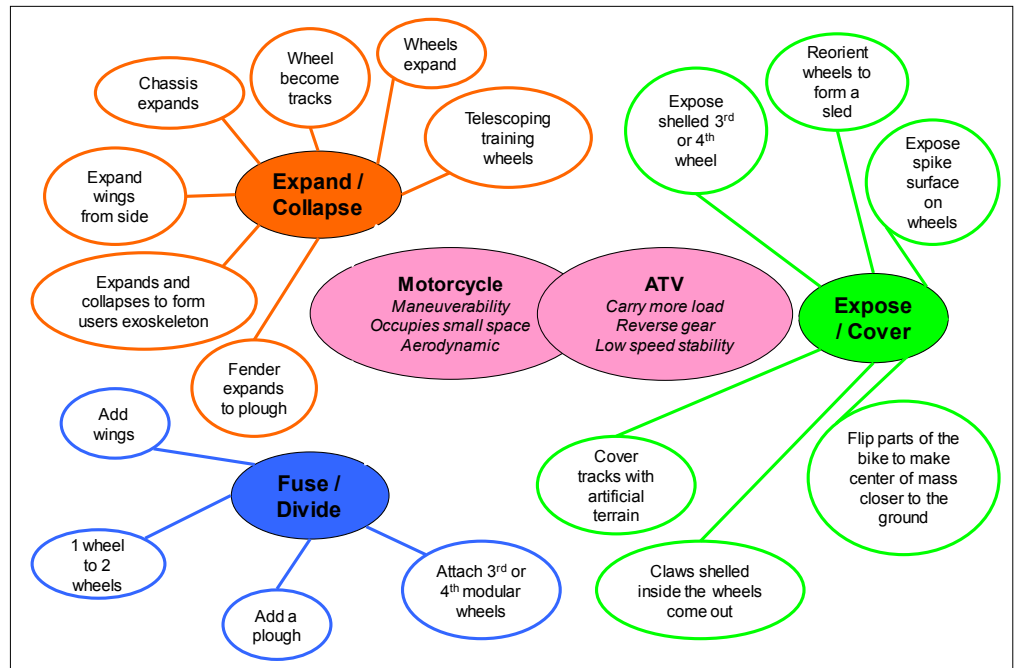 Chassis
expands
Wheel
become
tracks
Wheels
expand
Telescoping
training
wheels
Expand
wings
from side
Expand /
Collapse
Expands and
collapses to form
users exoskeleton
Fender
expands
to plough
Expose
shelled 3rd
or 4th
wheel
Reorient
wheels to
form a
sled
Expose
spike
surface
on
wheels
Motorcycle
Maneuverability
Occupies small space
Aerodynamic
ATV
Carry more load
Reverse gear
Low speed stability
Expose
/ Cover
Add
wings
Fuse /
Divide
1 wheel
to 2
wheels
Add a
plough
Attach 3rd or
4th modular
wheels
Cover
tracks with
artificial
terrain
Claws shelled
inside the wheels
come out
Flip parts of the
bike to make
center of mass
closer to the
ground